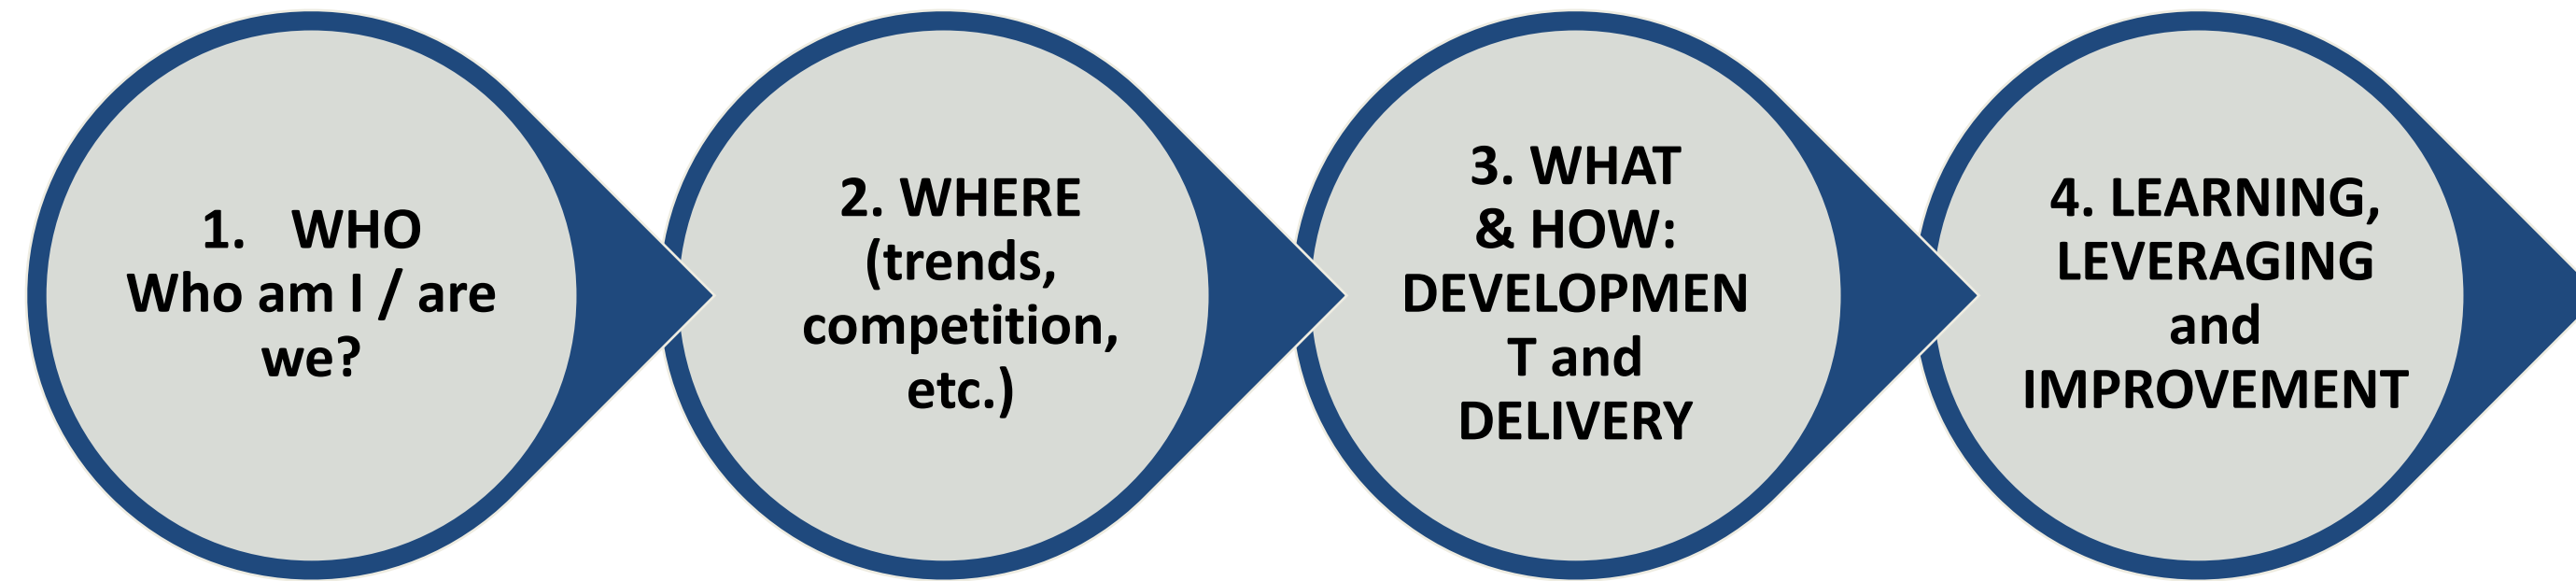 1. WHO
Who am I / are
we?
2. WHERE
(trends,
competition,
etc.)
3. WHAT
& HOW:
DEVELOPMEN
T and
DELIVERY
4. LEARNING,
LEVERAGING
and
IMPROVEMENT